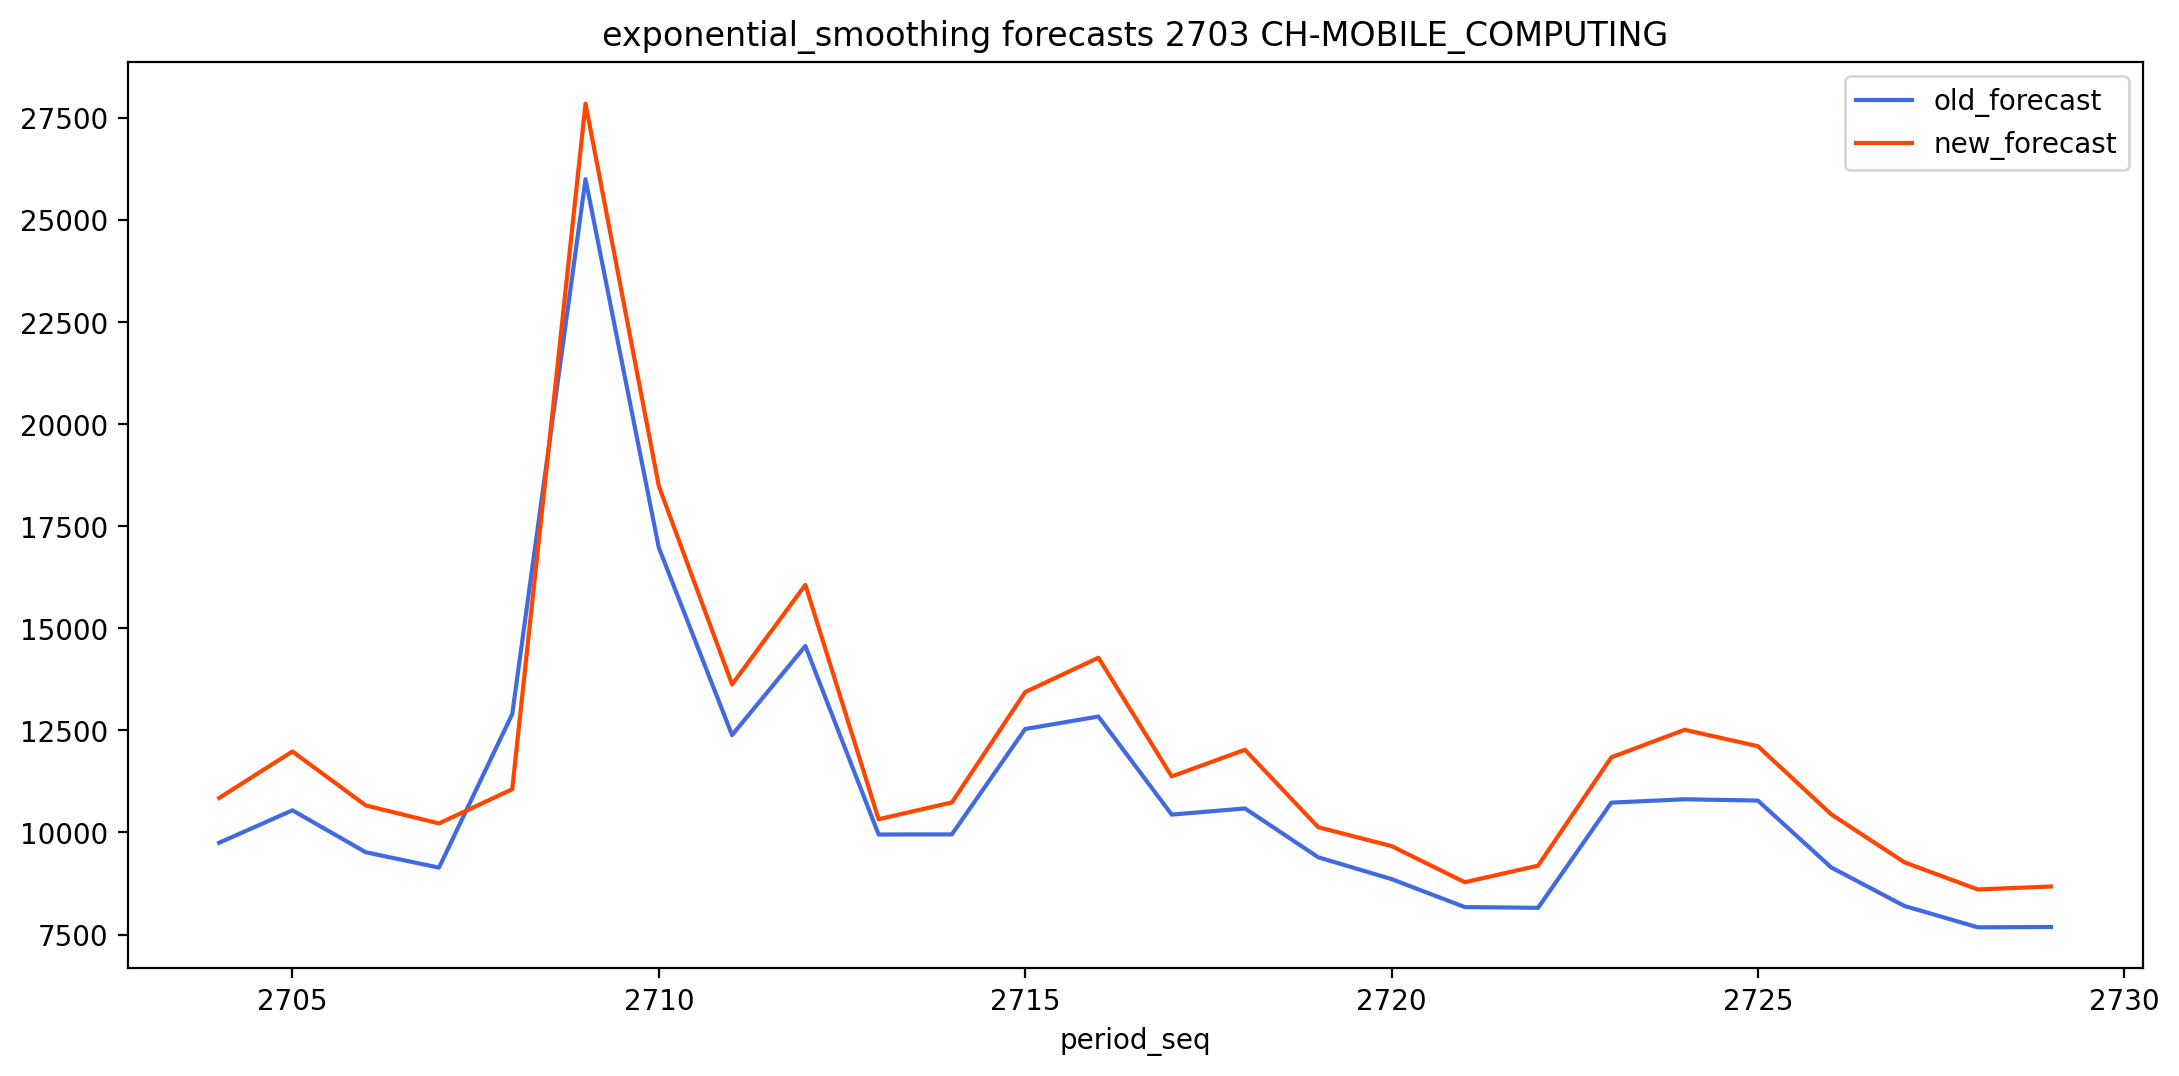 exponential_smoothing forecasts 2703 CH-MOBILE_COMPUTING
old_forecast
new_forecast
27500
25000
22500
20000
17500
15000
12500
10000
7500
2705 2710 2715 2720 2725 2730
period_seq